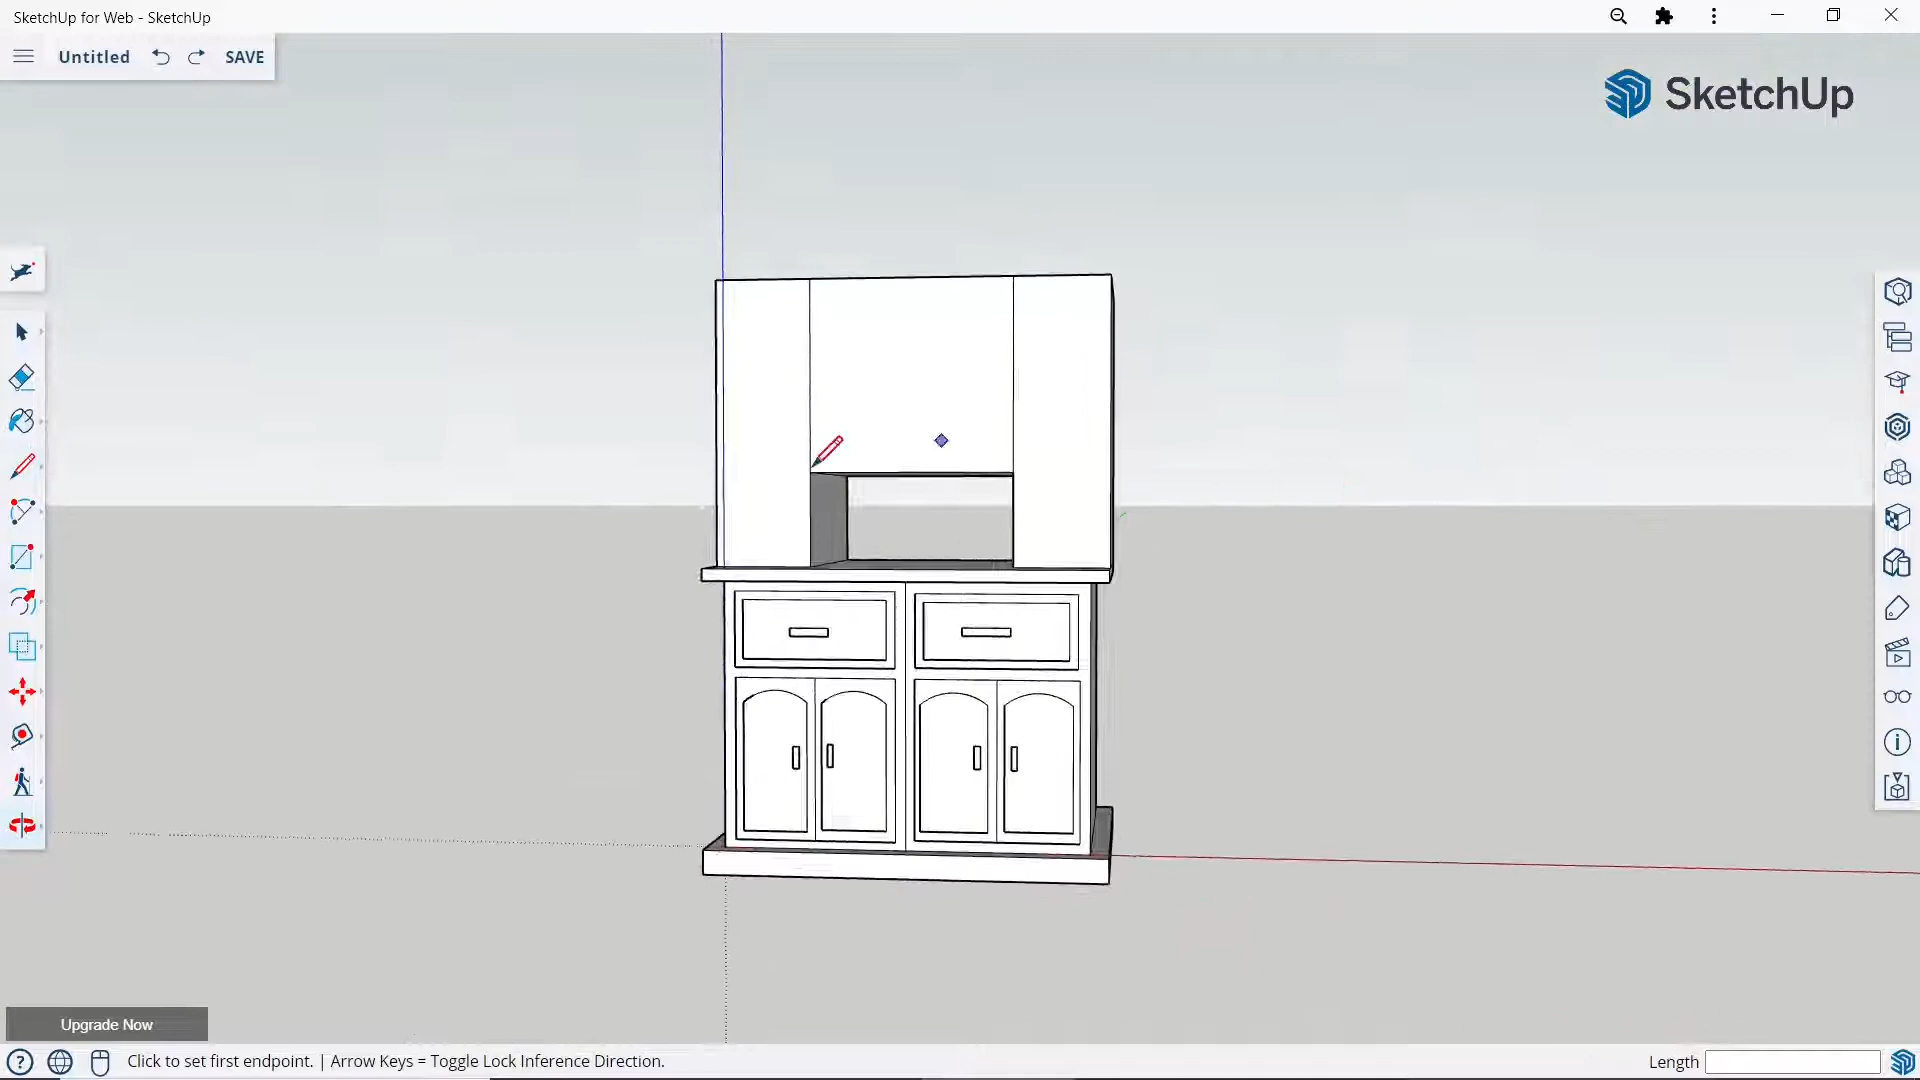 SketchUp for Web - SketchUp
Untitled SAVE
SketchUp
Upgrade Now
Click to set first endpoint. | Arrow Keys = Toggle Lock Inference Direction.
Length